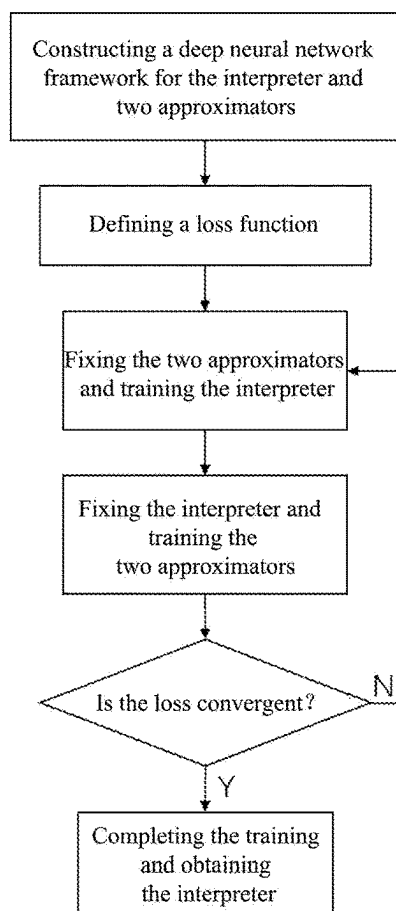 Constructing a deep neural network
framework for the interpreter and
two approximators
Defining a loss function
Fixing the two approximators
and training the interpreter
Fixing the interpreter and
training the
two approximators
Is the loss convergent?
N
Y
Completing the training
and obtaining
the interpreter